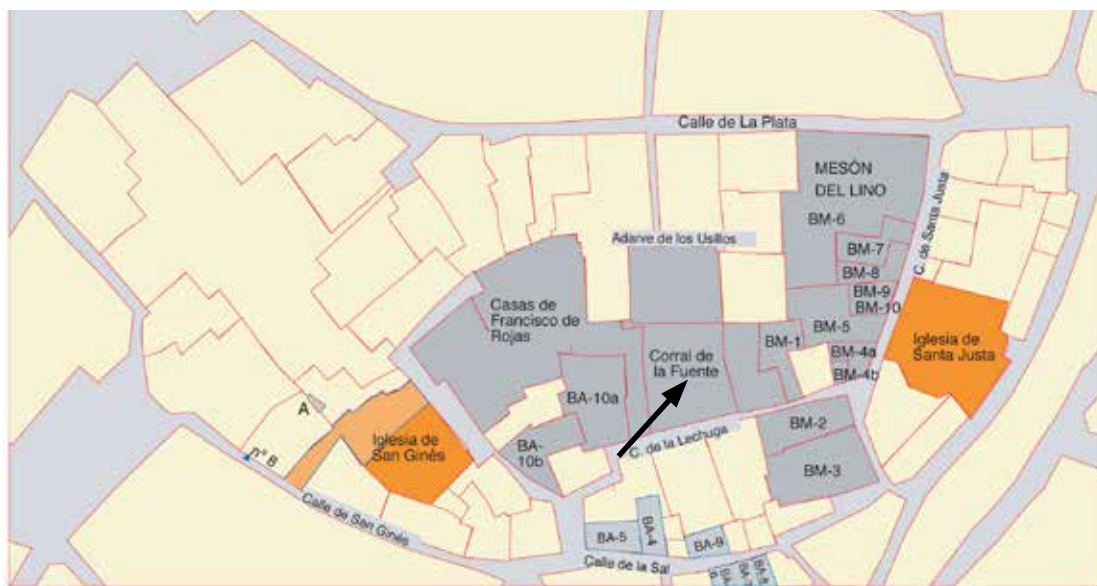 Calle de La Plata
MESÓN
DEL LINO
BM-6
C. de Santa Justa
Adarve de los Usillos
BM-7
BM-8
BM-9
BM-10
Casas de
Francisco de
Rojas
BM-5
BM-1
Corral de
la Fuente
BM-4a
BM-4b
Iglesia de
Santa Justa
BA-10a
A
BM-2
C. de la Lechuga
Iglesia de
San Ginés
BA-
10b
nº 8
BM-3
Calle de San Ginés
BA-5
BA-4
BA-9
Calle de la Sal
BA-8